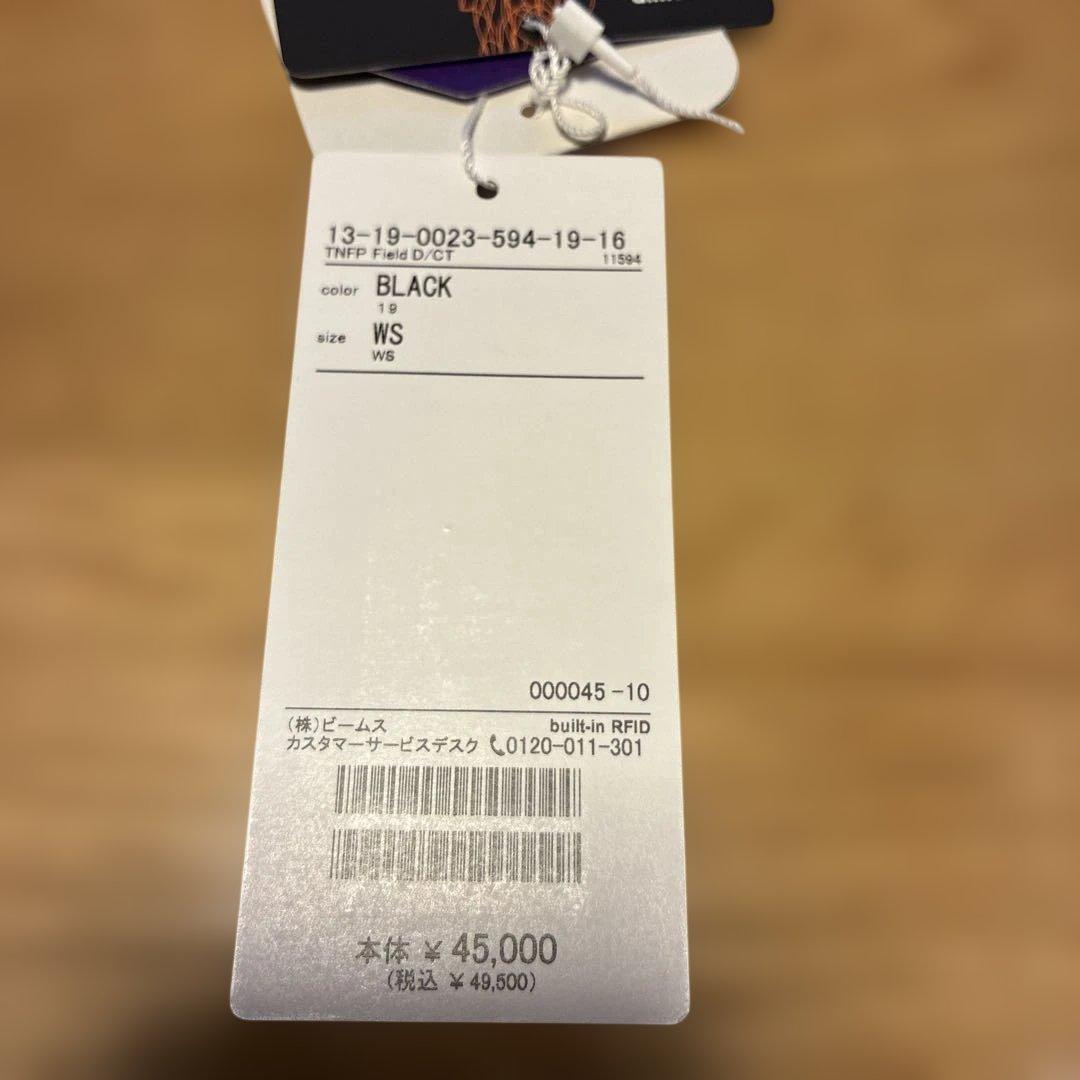 13-19-0023-594-19-16
TNFP Field D/CT 11594
color BLACK
19
size WS
WS
000045-10
(株)ビームス built-in RFID
カスタマーサービスデスク 0120-011-301
本体 ¥ 45,000
(税込 ¥ 49,500)